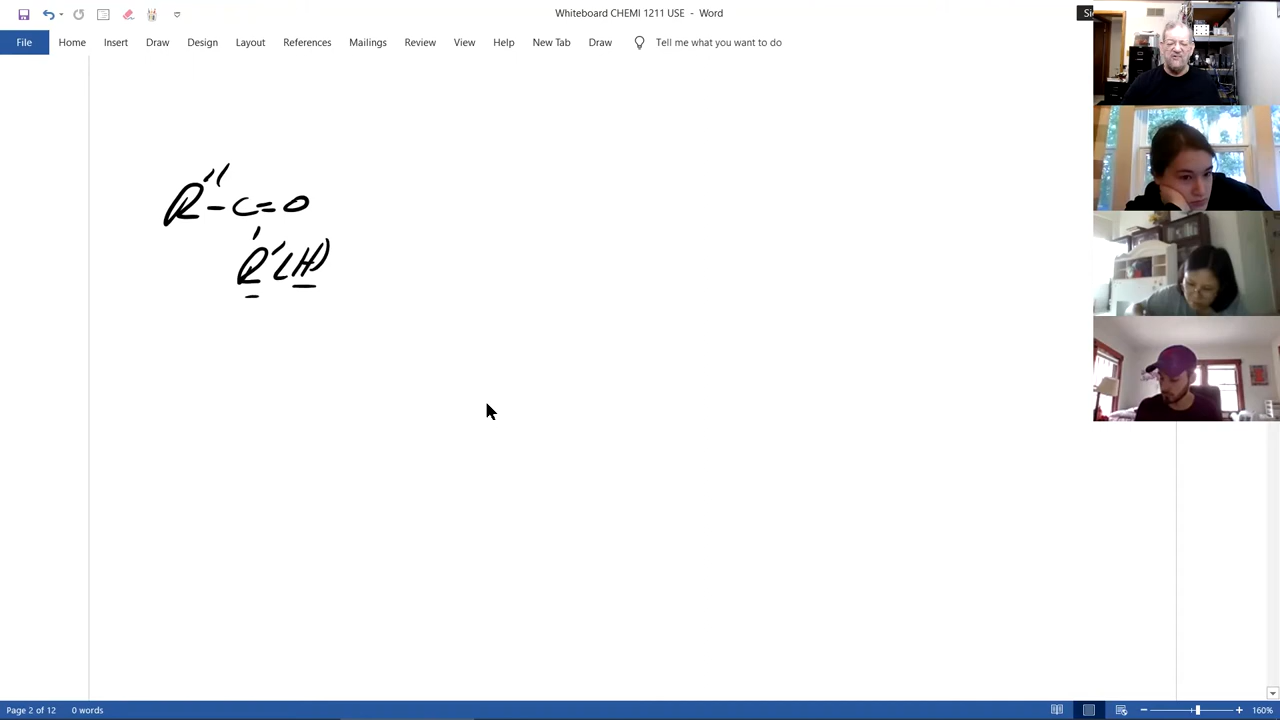 Whiteboard CHEMI 1211 USE - Word
Si
File Home Insert Draw Design Layout References Mailings Review View Help New Tab Draw Tell me what you want to do
R''-C=O
R'(H)
Page 2 of 12 0 words
160%